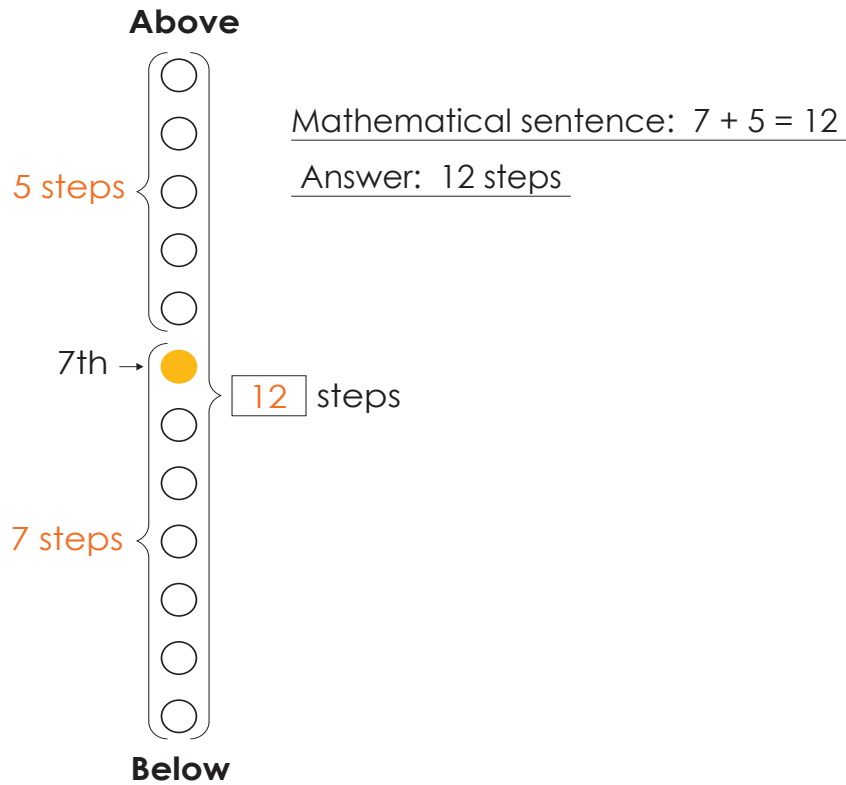 Above
Mathematical sentence: 7 + 5 = 12
Answer: 12 steps
5 steps
7th
12 steps
7 steps
Below